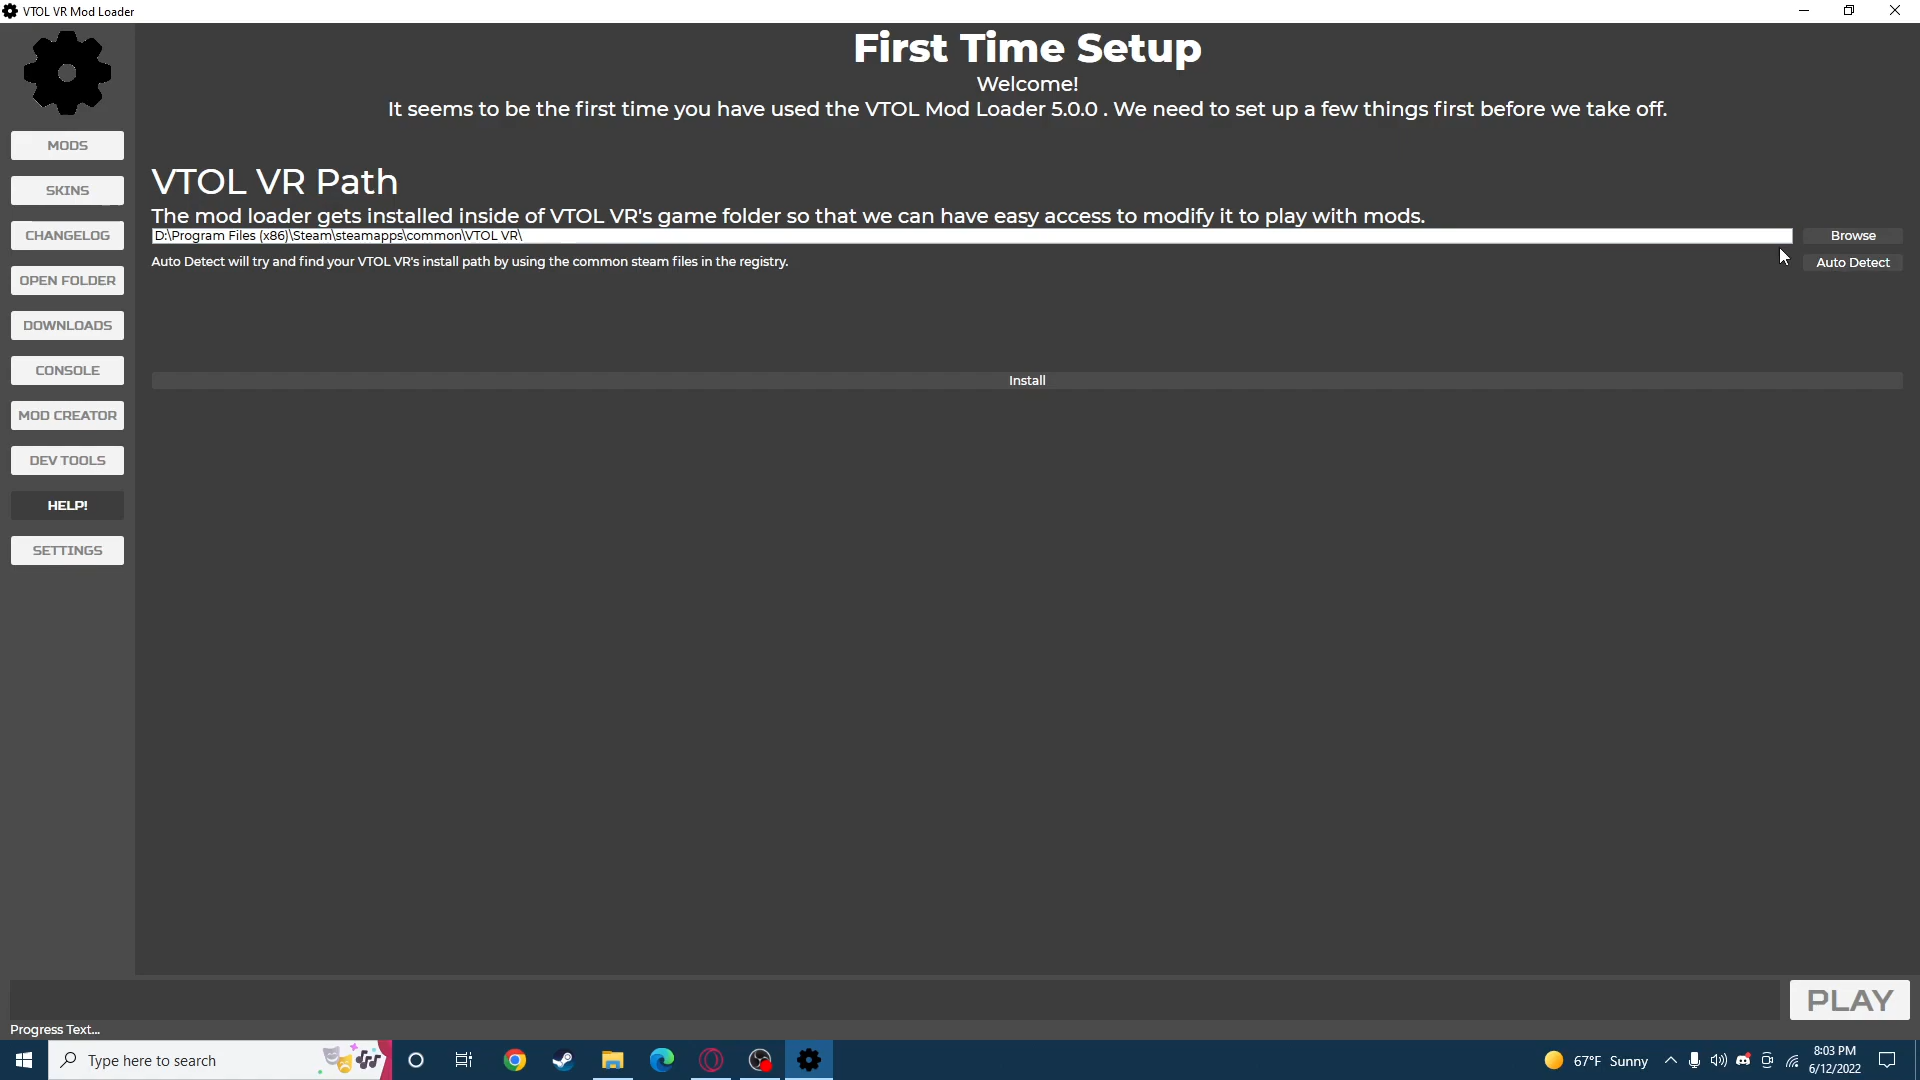 VTOL VR Mod Loader
First Time Setup
Welcome!
It seems to be the first time you have used the VTOL Mod Loader 5.0.0 . We need to set up a few things first before we take off.
MODS
SKINS
CHANGELOG
OPEN FOLDER
DOWNLOADS
CONSOLE
MOD CREATOR
DEV TOOLS
HELP!
SETTINGS
VTOL VR Path
The mod loader gets installed inside of VTOL VR's game folder so that we can have easy access to modify it to play with mods.
D:\Program Files (x86)\Steam\steamapps\common\VTOL VR\
Browse
Auto Detect will try and find your VTOL VR's install path by using the common steam files in the registry.
Auto Detect
Install
PLAY
Progress Text...
Type here to search
67°F Sunny
8:03 PM
6/12/2022